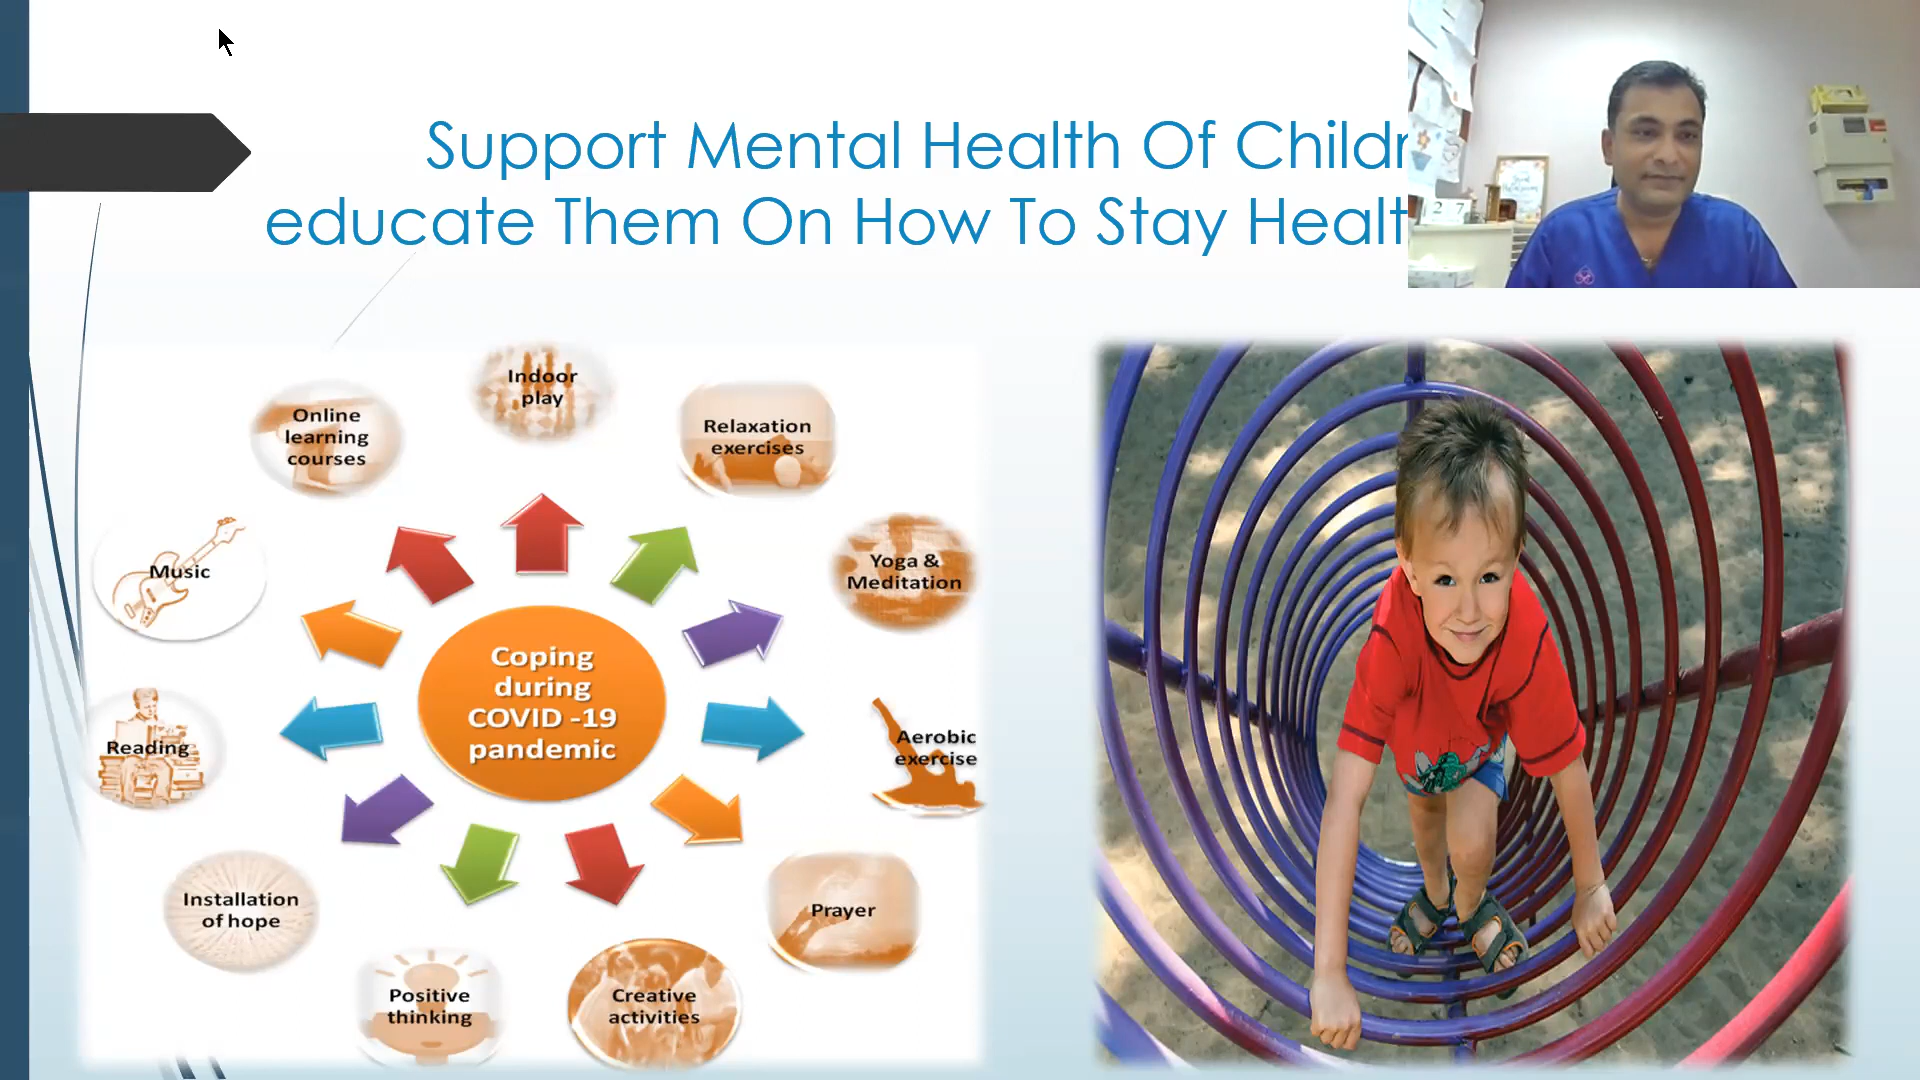 Support Mental Health Of Childr
educate Them On How To Stay Healt
2 7
Indoor
play
Online
learning
courses
Relaxation
exercises
Music
Yoga &
Meditation
Coping
during
COVID -19
pandemic
Reading
Aerobic
exercise
Installation
of hope
Prayer
Positive
thinking
Creative
activities